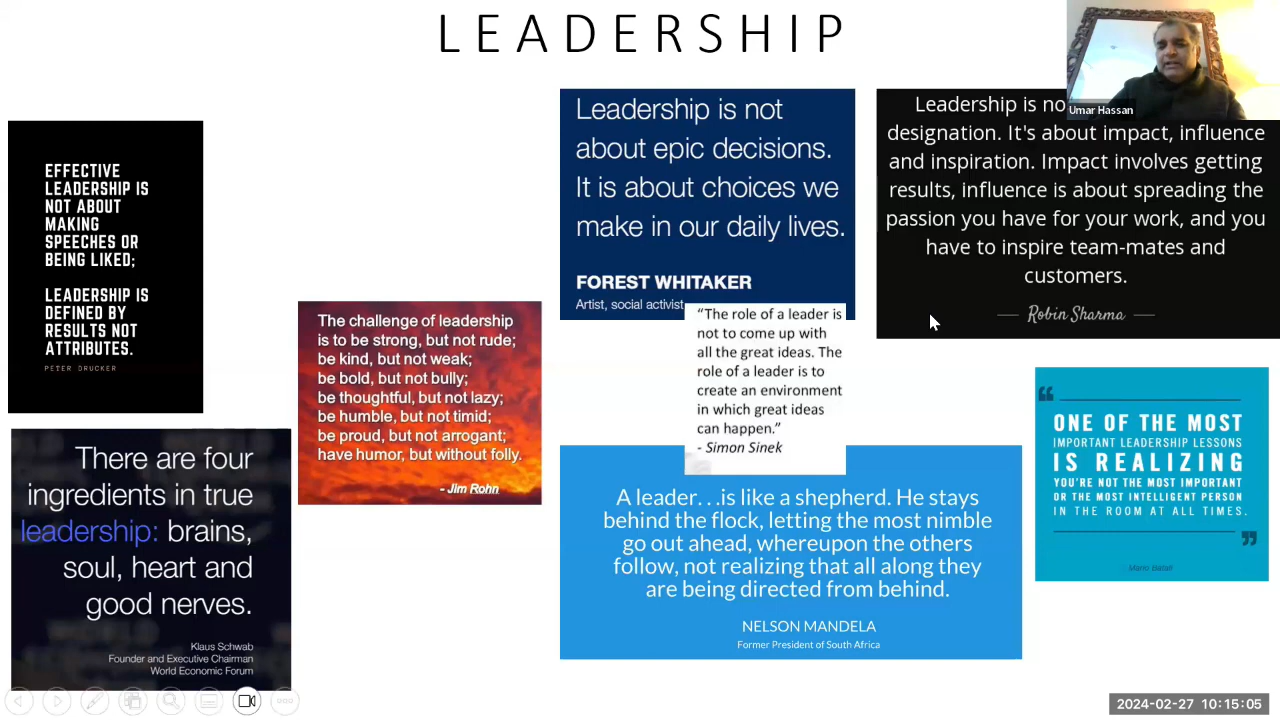 LEADERSHIP
Umar Hassan
EFFECTIVE
LEADERSHIP IS
NOT ABOUT
MAKING
SPEECHES OR
BEING LIKED;
LEADERSHIP IS
DEFINED BY
RESULTS NOT
ATTRIBUTES.
PETER DRUCKER
There are four
ingredients in true
leadership: brains,
soul, heart and
good nerves.
Klaus Schwab
Founder and Executive Chairman
World Economic Forum
The challenge of leadership
is to be strong, but not rude;
be kind, but not weak;
be bold, but not bully;
be thoughtful, but not lazy;
be humble, but not timid;
be proud, but not arrogant;
have humor, but without folly.
- Jim Rohn
Leadership is not
about epic decisions.
It is about choices we
make in our daily lives.
FOREST WHITAKER
Artist, social activist
“The role of a leader is
not to come up with
all the great ideas. The
role of a leader is to
create an environment
in which great ideas
can happen.”
- Simon Sinek
A leader. . .is like a shepherd. He stays
behind the flock, letting the most nimble
go out ahead, whereupon the others
follow, not realizing that all along they
are being directed from behind.
NELSON MANDELA
Former President of South Africa
Leadership is no
designation. It's about impact, influence
and inspiration. Impact involves getting
results, influence is about spreading the
passion you have for your work, and you
have to inspire team-mates and
customers.
Robin Sharma
“
ONE OF THE MOST
IMPORTANT LEADERSHIP LESSONS
IS REALIZING
YOU'RE NOT THE MOST IMPORTANT
OR THE MOST INTELLIGENT PERSON
IN THE ROOM AT ALL TIMES.
”
Mario Batali
2024-02-27 10:15:05